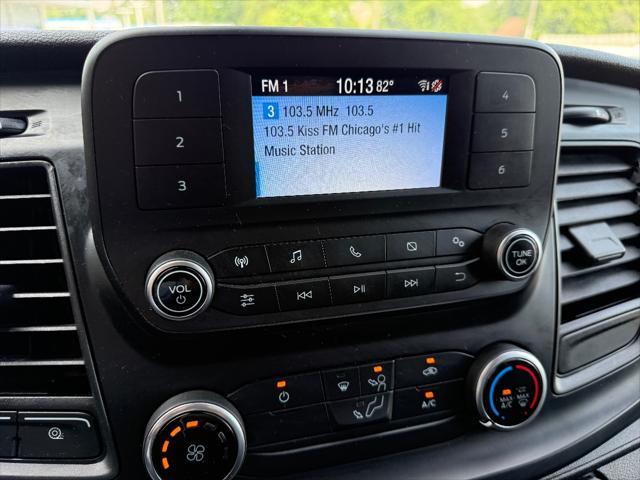 FM 1 10:13 82°
3 103.5 MHz 103.5
103.5 Kiss FM Chicago's #1 Hit
Music Station
1
2
3
4
5
6
VOL
TUNE
OK
A/C
MAX
A/C
MAX